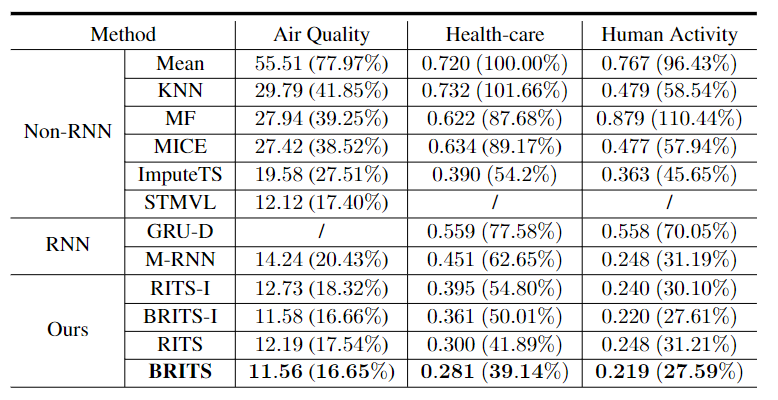 Method Air Quality Health-care Human Activity
Mean 55.51 (77.97%) 0.720 (100.00%) 0.767 (96.43%)
KNN 29.79 (41.85%) 0.732 (101.66%) 0.479 (58.54%)
MF 27.94 (39.25%) 0.622 (87.68%) 0.879 (110.44%)
Non-RNN MICE 27.42 (38.52%) 0.634 (89.17%) 0.477 (57.94%)
ImputeTS 19.58 (27.51%) 0.390 (54.2%) 0.363 (45.65%)
STMVL 12.12 (17.40%) / /
RNN GRU-D / 0.559 (77.58%) 0.558 (70.05%)
M-RNN 14.24 (20.43%) 0.451 (62.65%) 0.248 (31.19%)
RITS-I 12.73 (18.32%) 0.395 (54.80%) 0.240 (30.10%)
Ours BRITS-I 11.58 (16.66%) 0.361 (50.01%) 0.220 (27.61%)
RITS 12.19 (17.54%) 0.300 (41.89%) 0.248 (31.21%)
BRITS 11.56 (16.65%) 0.281 (39.14%) 0.219 (27.59%)